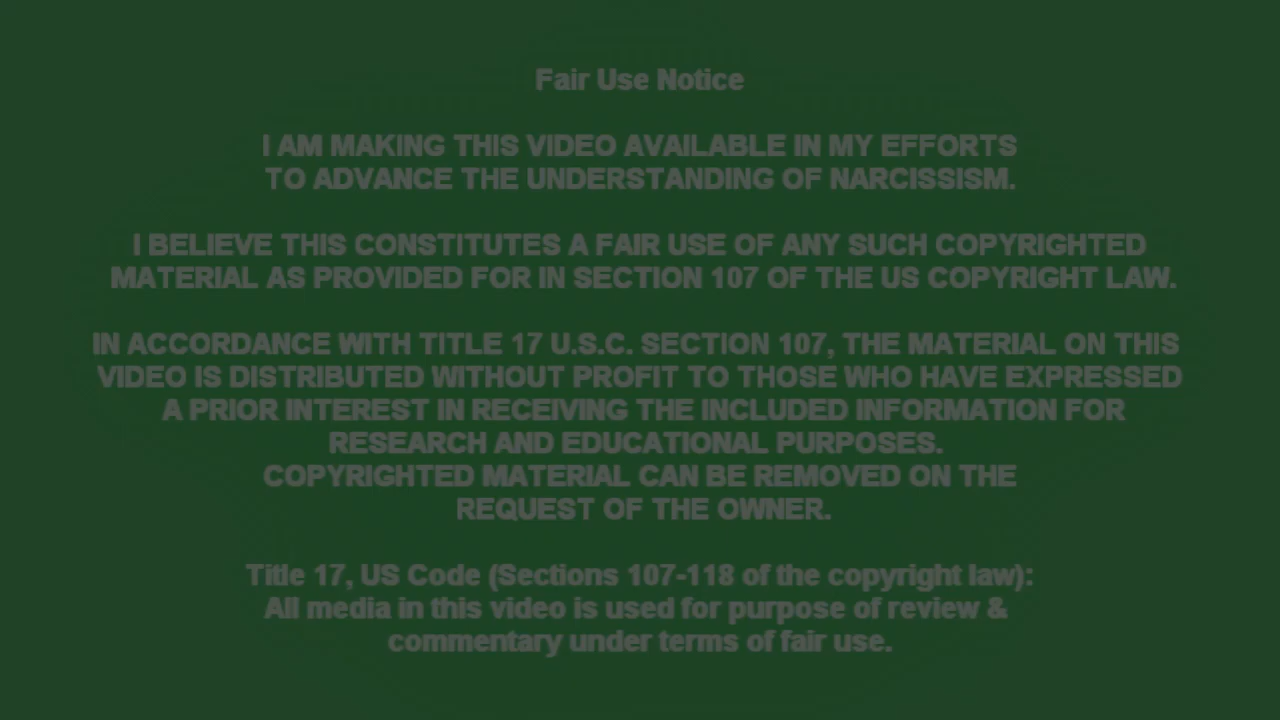 Fair Use Notice
I AM MAKING THIS VIDEO AVAILABLE IN MY EFFORTS
TO ADVANCE THE UNDERSTANDING OF NARCISSISM.
I BELIEVE THIS CONSTITUTES A FAIR USE OF ANY SUCH COPYRIGHTED
MATERIAL AS PROVIDED FOR IN SECTION 107 OF THE US COPYRIGHT LAW.
IN ACCORDANCE WITH TITLE 17 U.S.C. SECTION 107, THE MATERIAL ON THIS
VIDEO IS DISTRIBUTED WITHOUT PROFIT TO THOSE WHO HAVE EXPRESSED
A PRIOR INTEREST IN RECEIVING THE INCLUDED INFORMATION FOR
RESEARCH AND EDUCATIONAL PURPOSES.
COPYRIGHTED MATERIAL CAN BE REMOVED ON THE
REQUEST OF THE OWNER.
Title 17, US Code (Sections 107-118 of the copyright law):
All media in this video is used for purpose of review &
commentary under terms of fair use.